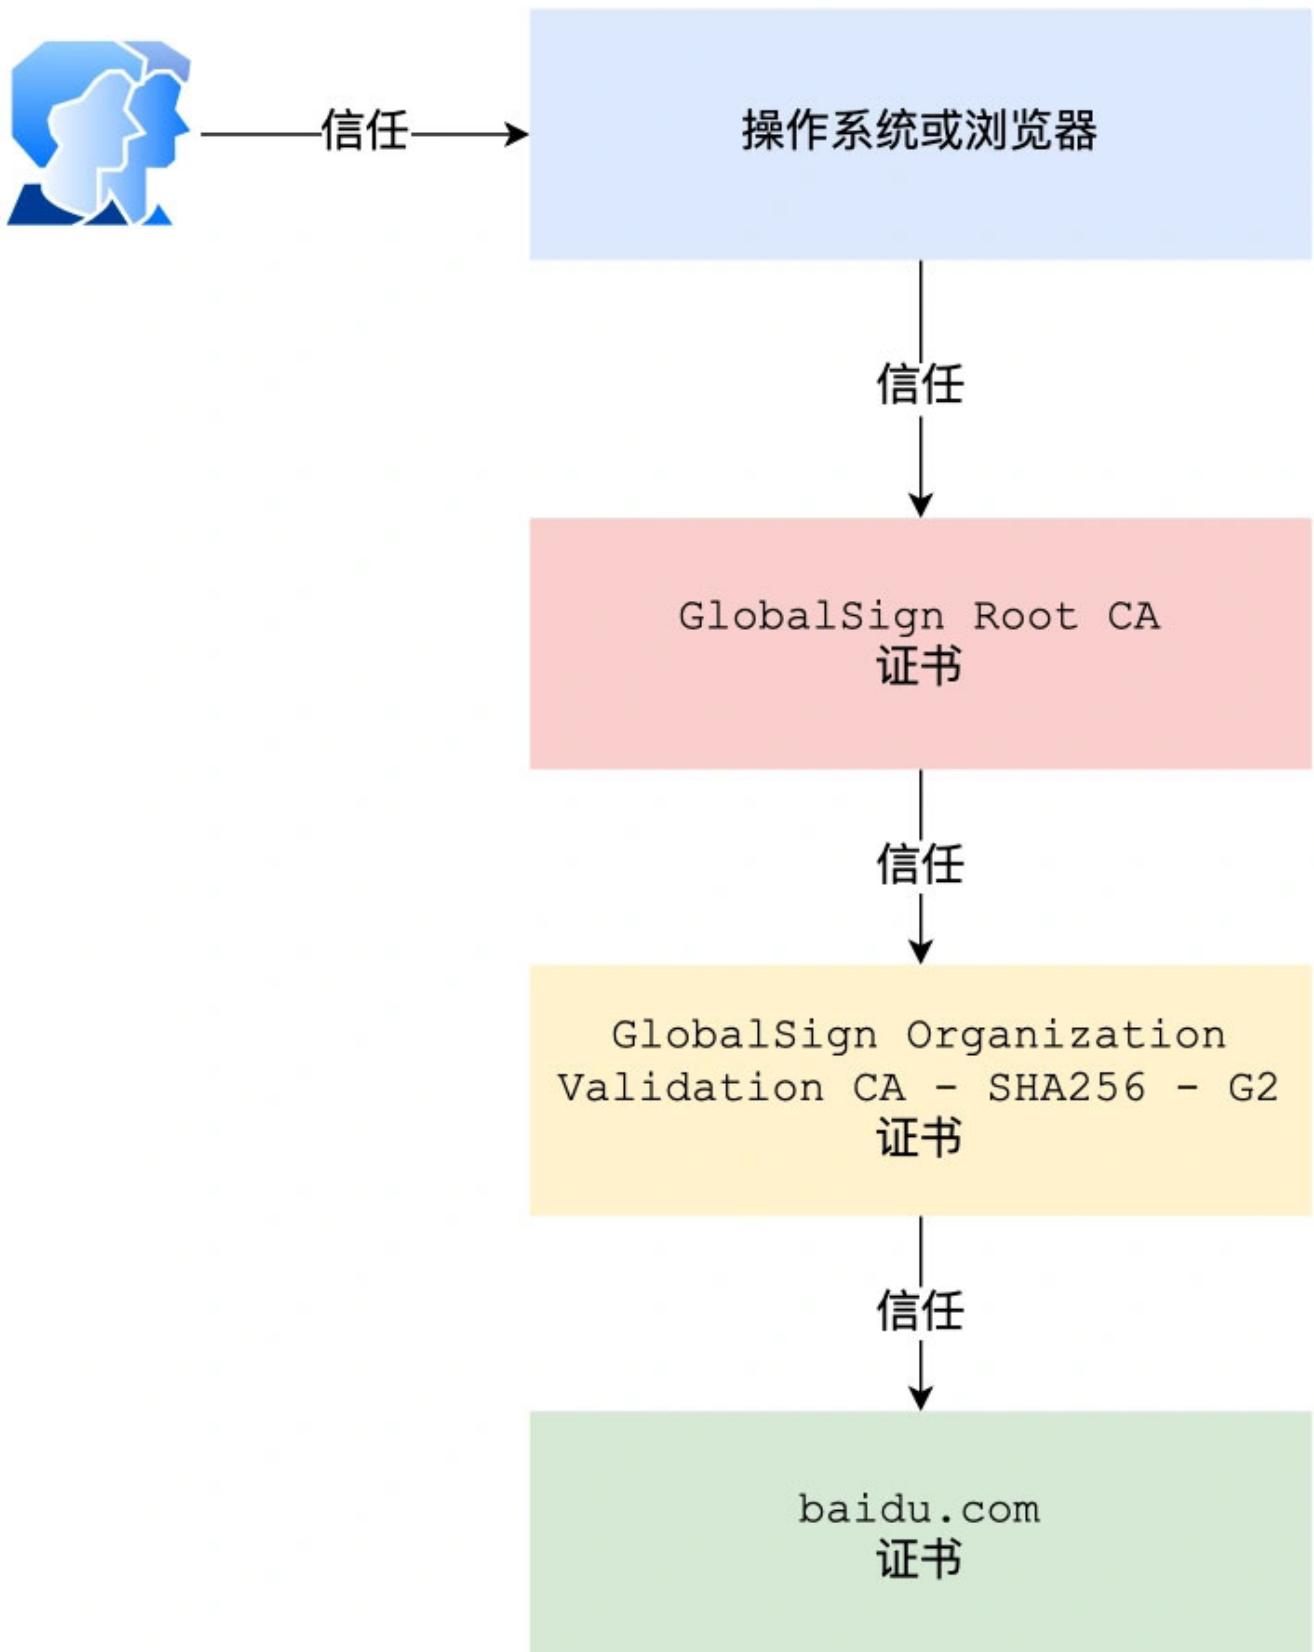 信任
操作系统或浏览器
信任
GlobalSign Root CA
证书
信任
GlobalSign Organization
Validation CA - SHA256 - G2
证书
信任
baidu.com
证书